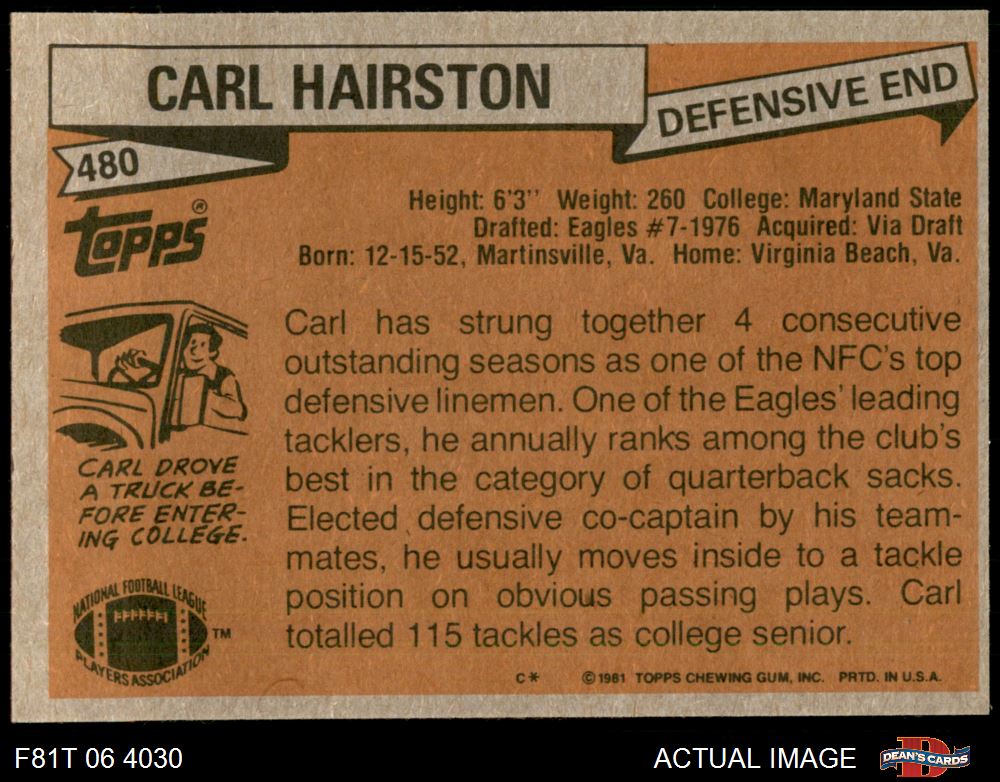 CARL HAIRSTON
DEFENSIVE END
480
topps®
Height: 6'3'' Weight: 260 College: Maryland State
Drafted: Eagles #7-1976 Acquired: Via Draft
Born: 12-15-52, Martinsville, Va. Home: Virginia Beach, Va.
Carl has strung together 4 consecutive
outstanding seasons as one of the NFC's top
defensive linemen. One of the Eagles' leading
tacklers, he annually ranks among the club's
best in the category of quarterback sacks.
Elected defensive co-captain by his team-
mates, he usually moves inside to a tackle
position on obvious passing plays. Carl
totalled 115 tackles as college senior.
CARL DROVE
A TRUCK BE-
FORE ENTER-
ING COLLEGE.
NATIONAL FOOTBALL LEAGUE
PLAYERS ASSOCIATION
NFLPA
™
C* ©1981 TOPPS CHEWING GUM, INC. PRTD. IN U.S.A.
F81T 06 4030
ACTUAL IMAGE
D
DEAN'S CARDS